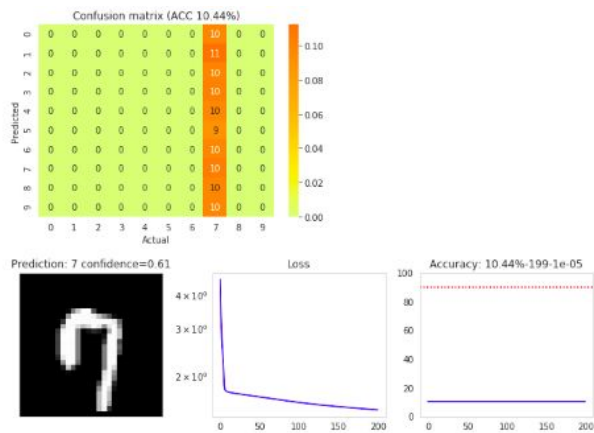 Confusion matrix (ACC 10.44%)
0 0 0 0 0 0 0 0 10 0 0
1 0 0 0 0 0 0 0 11 0 0
2 0 0 0 0 0 0 0 10 0 0
3 0 0 0 0 0 0 0 10 0 0
4 0 0 0 0 0 0 0 10 0 0
5 0 0 0 0 0 0 0 9 0 0
6 0 0 0 0 0 0 0 10 0 0
7 0 0 0 0 0 0 0 10 0 0
8 0 0 0 0 0 0 0 10 0 0
9 0 0 0 0 0 0 0 10 0 0
0 1 2 3 4 5 6 7 8 9
Predicted
Actual
0.10
0.08
0.06
0.04
0.02
0.00
Prediction: 7 confidence=0.61
Loss
4 × 10⁰
3 × 10⁰
2 × 10⁰
0 50 100 150 200
Accuracy: 10.44%-199-1e-05
100
80
60
40
20
0
0 50 100 150 200